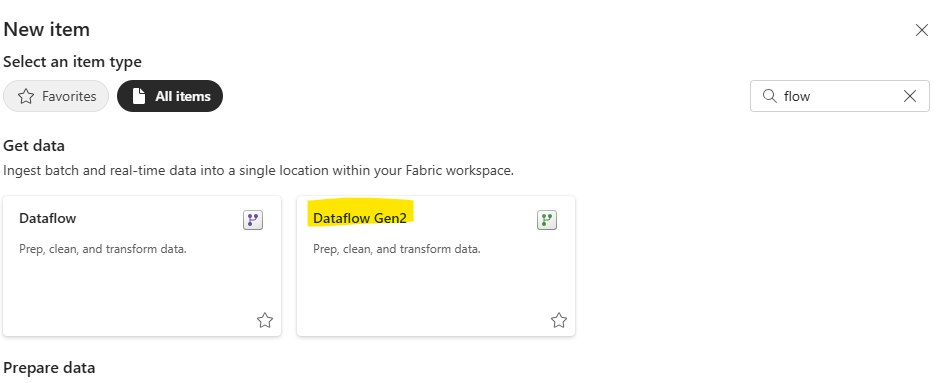 New item
Select an item type
Favorites
All items
flow
Get data
Ingest batch and real-time data into a single location within your Fabric workspace.
Dataflow
Prep, clean, and transform data.
Dataflow Gen2
Prep, clean, and transform data.
Prepare data